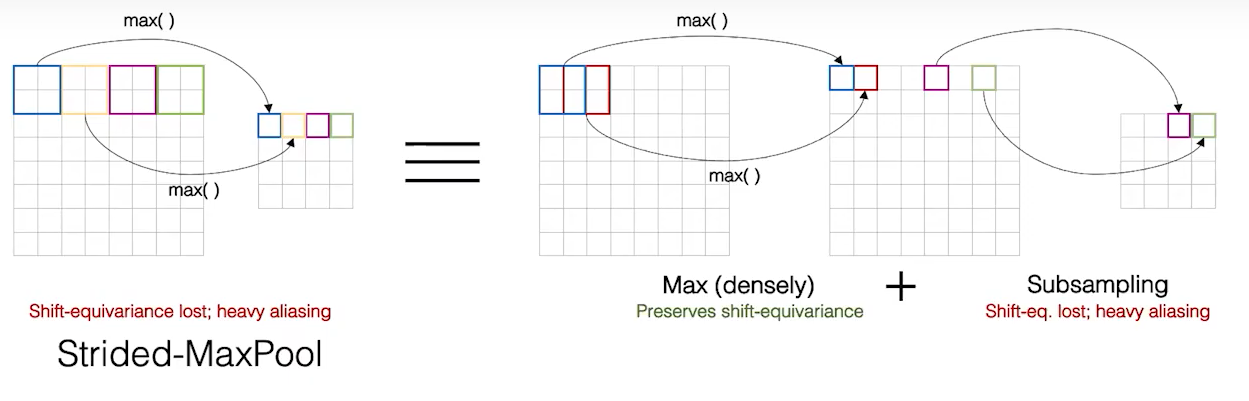 max( )
max( )
max( )
max( )
Max (densely)
+
Subsampling
Shift-equivariance lost; heavy aliasing
Preserves shift-equivariance
Shift-eq. lost; heavy aliasing
Strided-MaxPool